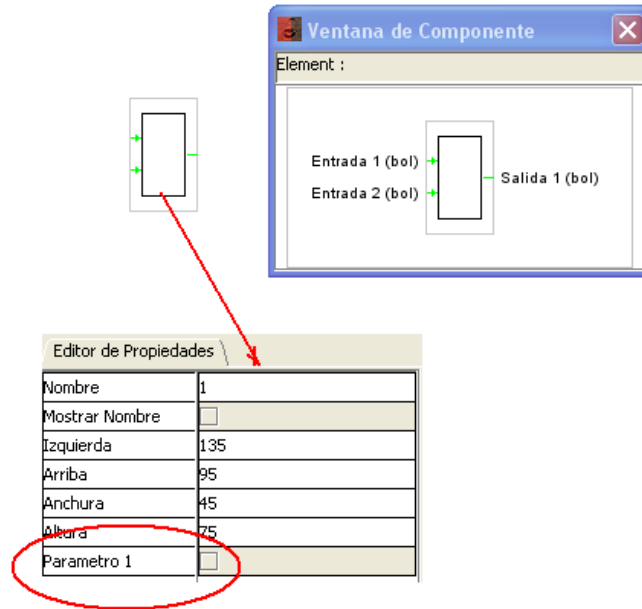 Ventana de Componente
Element :
Entrada 1 (bol)
Entrada 2 (bol)
Salida 1 (bol)
Editor de Propiedades
Nombre 1
Mostrar Nombre
Izquierda 135
Arriba 95
Anchura 45
Altura 75
Parametro 1